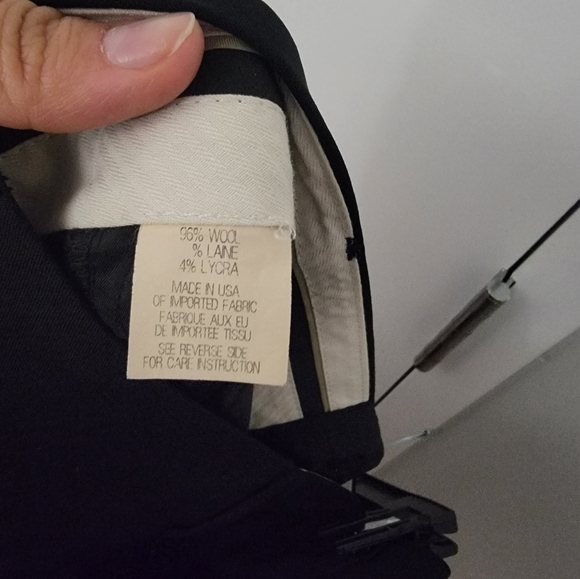 96% WOOL
% LAINE
4% LYCRA
MADE IN USA
OF IMPORTED FABRIC
FABRIQUE AUX EU
DE IMPORTEE TISSU
SEE REVERSE SIDE
FOR CARE INSTRUCTION